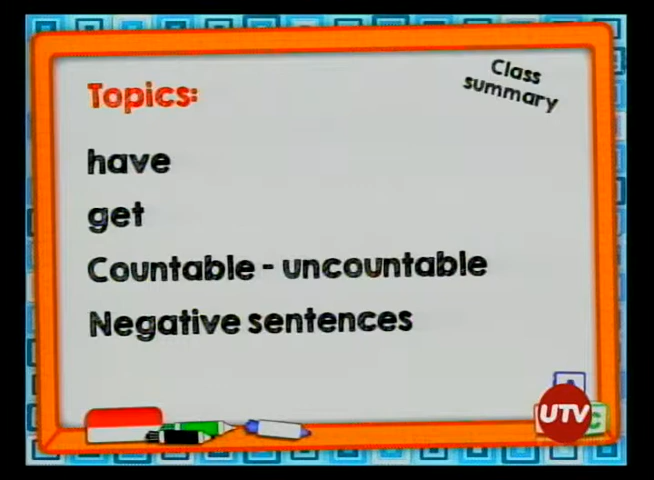 Class
summary
Topics:
have
get
Countable - uncountable
Negative sentences
A
UTV
C